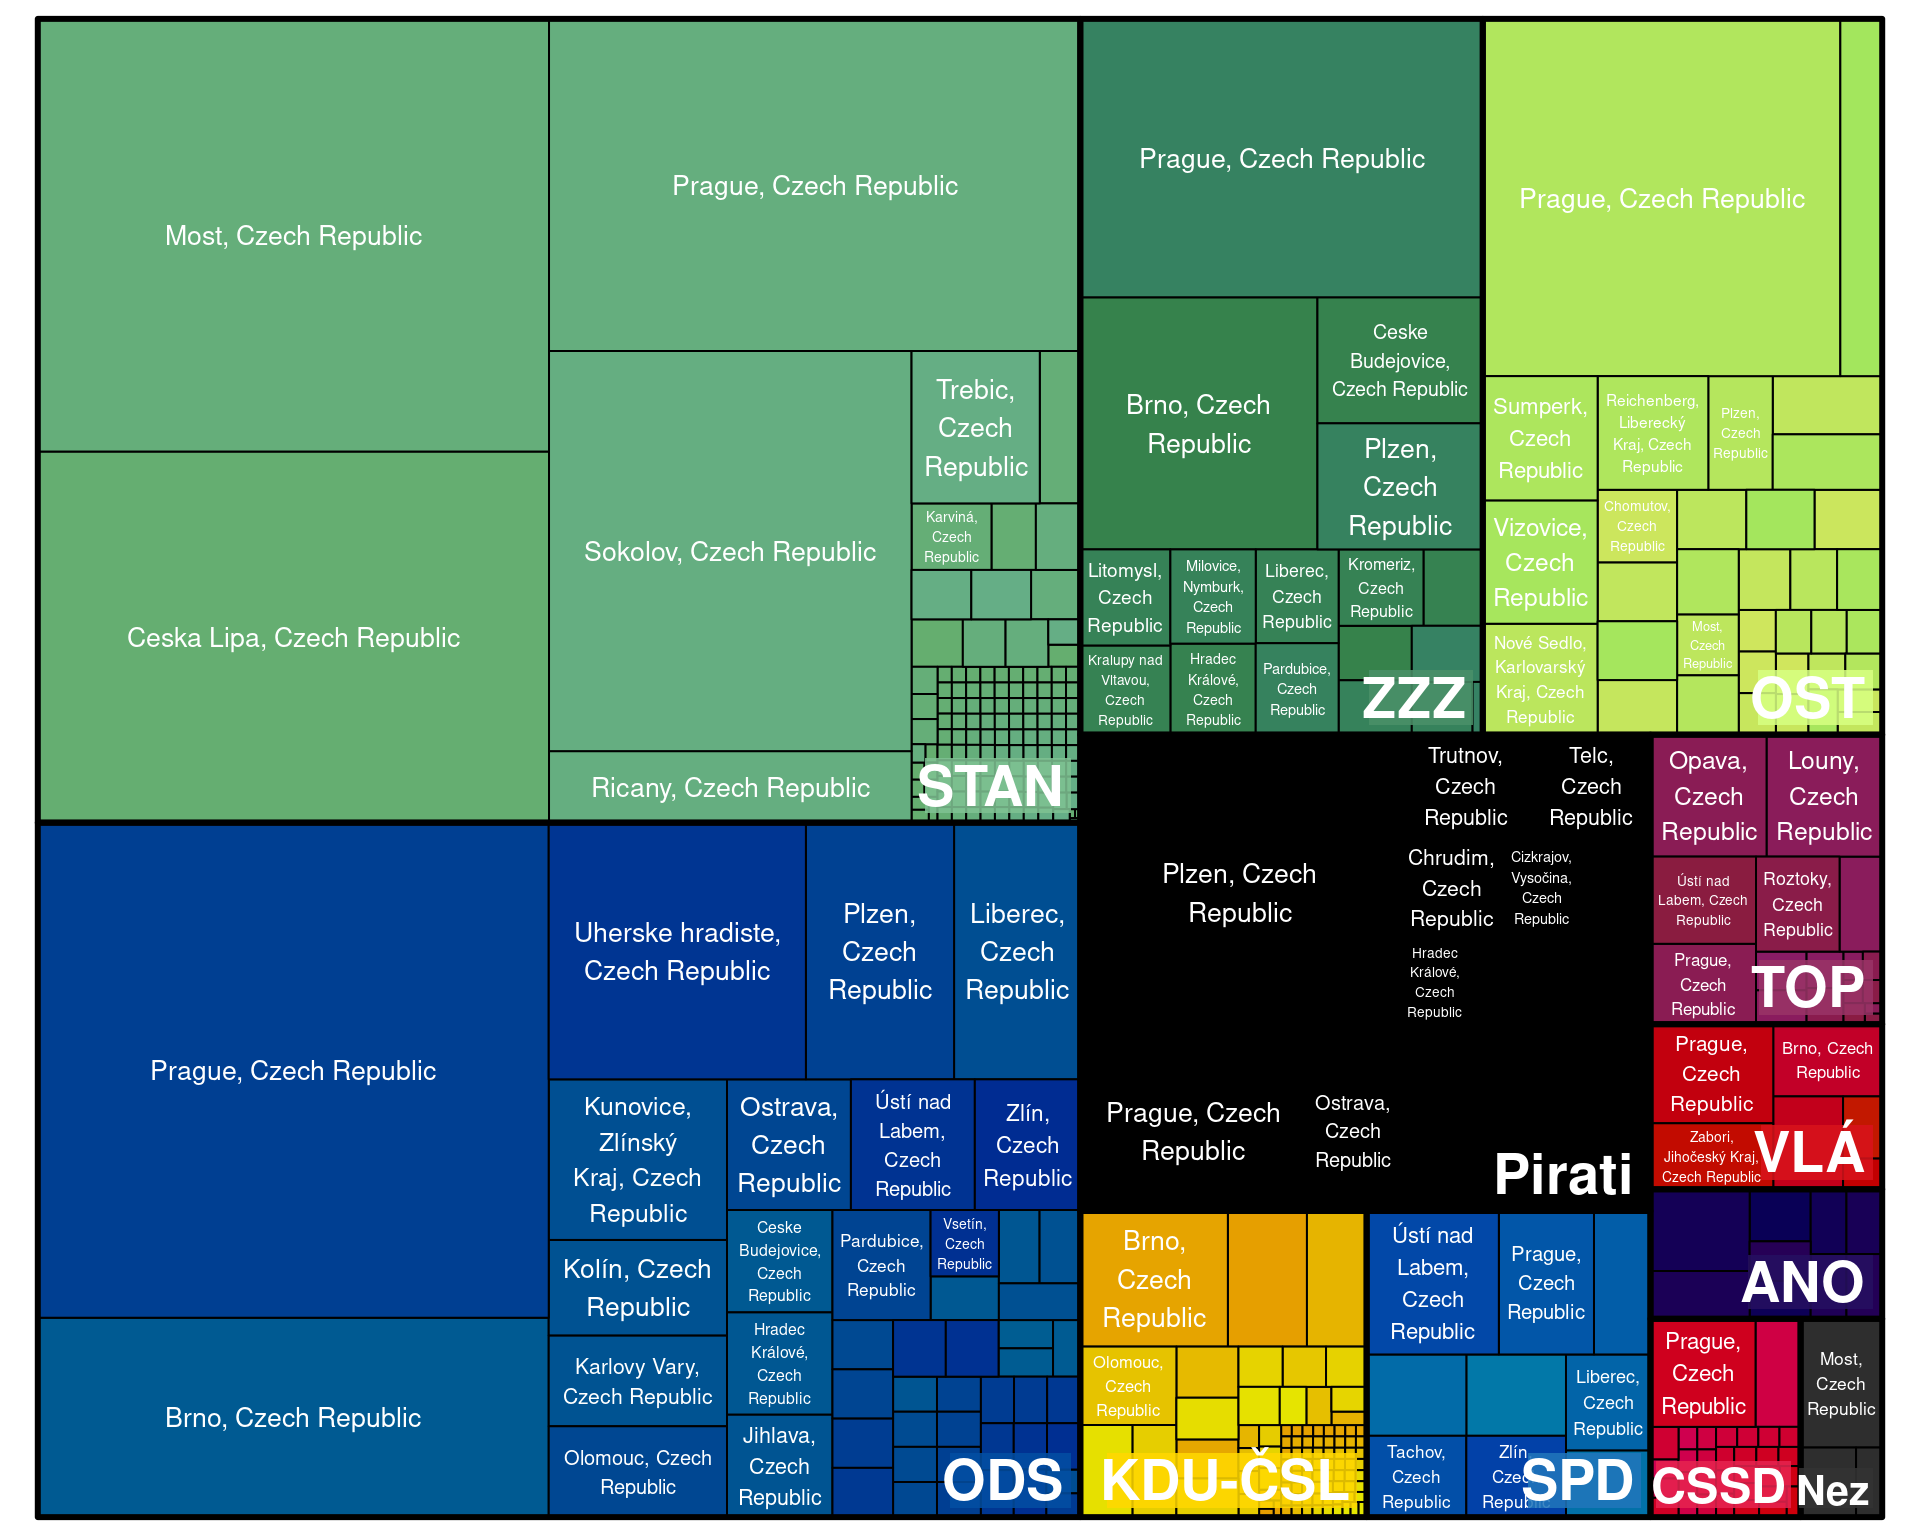 Most, Czech Republic
Ceska Lipa, Czech Republic
Prague, Czech Republic
Sokolov, Czech Republic
Ricany, Czech Republic
Trebic,
Czech
Republic
Karviná,
Czech
Republic
STAN
Prague, Czech Republic
Brno, Czech
Republic
Ceske
Budejovice,
Czech Republic
Plzen,
Czech
Republic
Litomysl,
Czech
Republic
Milovice,
Nymburk,
Czech
Republic
Liberec,
Czech
Republic
Kromeriz,
Czech
Republic
Kralupy nad
Vltavou,
Czech
Republic
Hradec
Králové,
Czech
Republic
Pardubice,
Czech
Republic
ZZZ
Prague, Czech Republic
Sumperk,
Czech
Republic
Reichenberg,
Liberecký
Kraj, Czech
Republic
Plzen,
Czech
Republic
Vizovice,
Czech
Republic
Chomutov,
Czech
Republic
Nové Sedlo,
Karlovarský
Kraj, Czech
Republic
Most,
Czech
Republic
OST
Prague, Czech Republic
Brno, Czech Republic
Uherske hradiste,
Czech Republic
Plzen,
Czech
Republic
Liberec,
Czech
Republic
Kunovice,
Zlínský
Kraj, Czech
Republic
Ostrava,
Czech
Republic
Ústí nad
Labem,
Czech
Republic
Zlín,
Czech
Republic
Kolín, Czech
Republic
Karlovy Vary,
Czech Republic
Olomouc, Czech
Republic
Ceske
Budejovice,
Czech
Republic
Pardubice,
Czech
Republic
Vsetín,
Czech
Republic
Hradec
Králové,
Czech
Republic
Jihlava,
Czech
Republic
ODS
Plzen, Czech
Republic
Trutnov,
Czech
Republic
Telc,
Czech
Republic
Chrudim,
Czech
Republic
Cizkrajov,
Vysočina,
Czech
Republic
Hradec
Králové,
Czech
Republic
Prague, Czech
Republic
Ostrava,
Czech
Republic
Pirati
Opava,
Czech
Republic
Louny,
Czech
Republic
Ústí nad
Labem, Czech
Republic
Roztoky,
Czech
Republic
Prague,
Czech
Republic
TOP
Prague,
Czech
Republic
Brno, Czech
Republic
Zabori,
Jihočeský Kraj,
Czech Republic
VLÁ
ANO
Brno,
Czech
Republic
Olomouc,
Czech
Republic
KDU-ČSL
Ústí nad
Labem,
Czech
Republic
Prague,
Czech
Republic
Liberec,
Czech
Republic
Tachov,
Czech
Republic
Zlín
Czech
Republic
SPD
Prague,
Czech
Republic
CSSD
Most,
Czech
Republic
Nez